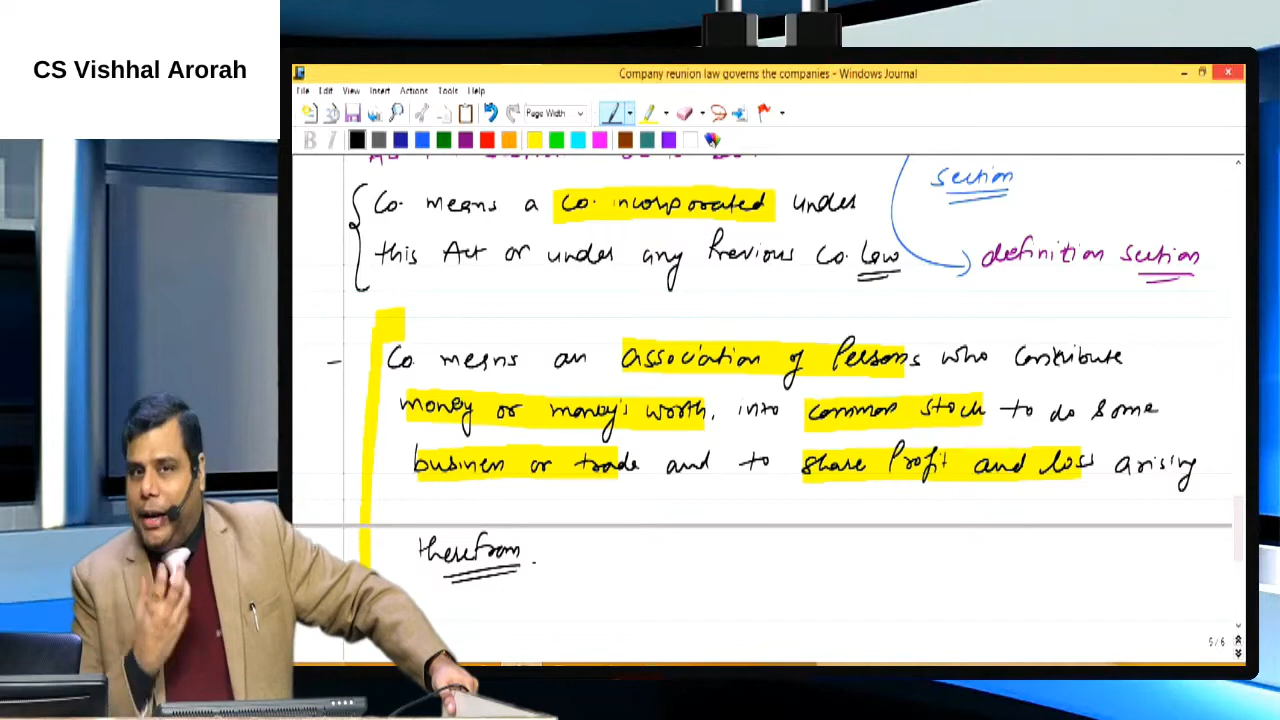 CS Vishhal Arorah
Company reunion law governs the companies - Windows Journal
File Edit View Insert Actions Tools Help
Page Width
B I
section
Co. means a Co. incorporated under
this Act or under any Previous Co. Law
definition section
- Co means an association of Persons who contribute
money or money's worth, into common stock to do some
business or trade and to share Profit and loss arising
therefrom.
5/6